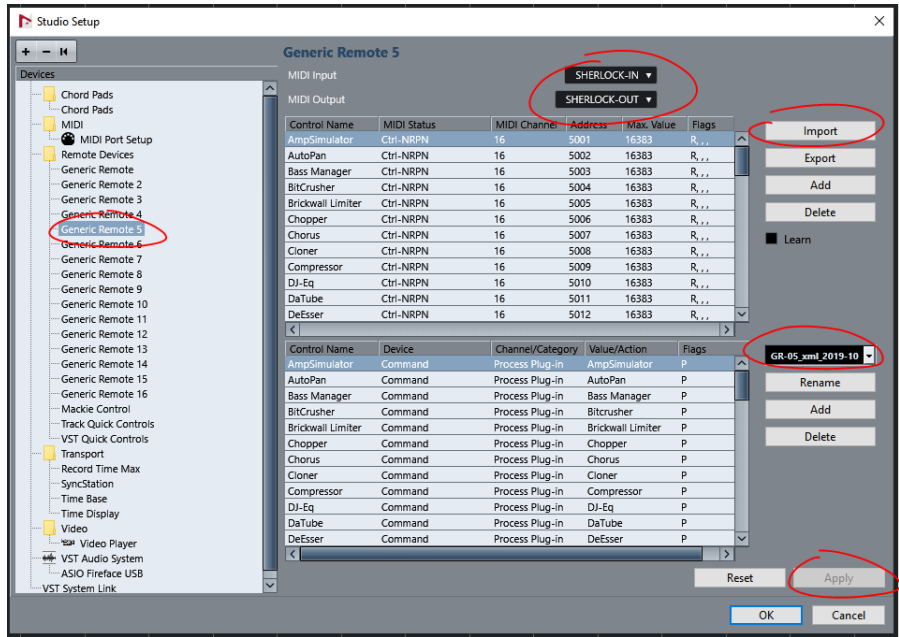 Studio Setup
Devices
Chord Pads
Chord Pads
MIDI
MIDI Port Setup
Remote Devices
Generic Remote
Generic Remote 2
Generic Remote 3
Generic Remote 4
Generic Remote 5
Generic Remote 6
Generic Remote 7
Generic Remote 8
Generic Remote 9
Generic Remote 10
Generic Remote 11
Generic Remote 12
Generic Remote 13
Generic Remote 14
Generic Remote 15
Generic Remote 16
Mackie Control
Track Quick Controls
VST Quick Controls
Transport
Record Time Max
SyncStation
Time Base
Time Display
Video
Video Player
VST Audio System
ASIO Fireface USB
VST System Link
Generic Remote 5
MIDI Input SHERLOCK-IN
MIDI Output SHERLOCK-OUT
Control Name MIDI Status MIDI Channel Address Max. Value Flags
AmpSimulator Ctrl-NRPN 16 5001 16383 R, , ,
AutoPan Ctrl-NRPN 16 5002 16383 R, , ,
Bass Manager Ctrl-NRPN 16 5003 16383 R, , ,
BitCrusher Ctrl-NRPN 16 5004 16383 R, , ,
Brickwall Limiter Ctrl-NRPN 16 5005 16383 R, , ,
Chopper Ctrl-NRPN 16 5006 16383 R, , ,
Chorus Ctrl-NRPN 16 5007 16383 R, , ,
Cloner Ctrl-NRPN 16 5008 16383 R, , ,
Compressor Ctrl-NRPN 16 5009 16383 R, , ,
DJ-Eq Ctrl-NRPN 16 5010 16383 R, , ,
DaTube Ctrl-NRPN 16 5011 16383 R, , ,
DeEsser Ctrl-NRPN 16 5012 16383 R, , ,
Import
Export
Add
Delete
Learn
Control Name Device Channel/Category Value/Action Flags
AmpSimulator Command Process Plug-in AmpSimulator P
AutoPan Command Process Plug-in AutoPan P
Bass Manager Command Process Plug-in Bass Manager P
BitCrusher Command Process Plug-in Bitcrusher P
Brickwall Limiter Command Process Plug-in Brickwall Limiter P
Chopper Command Process Plug-in Chopper P
Chorus Command Process Plug-in Chorus P
Cloner Command Process Plug-in Cloner P
Compressor Command Process Plug-in Compressor P
DJ-Eq Command Process Plug-in DJ-Eq P
DaTube Command Process Plug-in DaTube P
DeEsser Command Process Plug-in DeEsser P
GR-05_xml_2019-10
Rename
Add
Delete
Reset Apply
OK Cancel